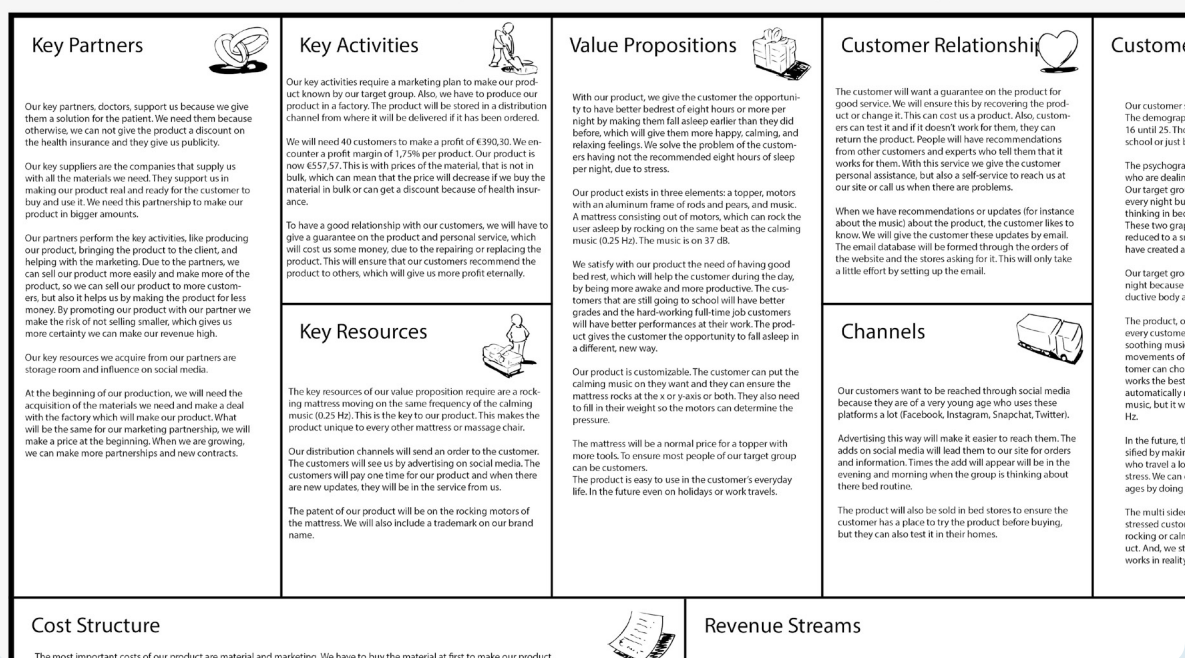 Key Partners
Our key partners, doctors, support us because we give
them a solution for the patient. We need them because
otherwise, we can not give the product a discount on
the health insurance and they give us publicity.
Our key suppliers are the companies that supply us
with all the materials we need. They support us in
making our product real and ready for the customer to
buy and use it. We need this partnership to make our
product in bigger amounts.
Our partners perform the key activities, like producing
our product, bringing the product to the client, and
helping with the marketing. Due to the partners, we
can sell our product more easily and make more of the
product, so we can sell our product to more custom-
ers, but also it helps us by making the product for less
money. By promoting our product with our partner we
make the risk of not selling smaller, which gives us
more certainty we can make our revenue high.
Our key resources we acquire from our partners are
storage room and influence on social media.
At the beginning of our production, we will need the
acquisition of the materials we need and make a deal
with the factory which will make our product. What
will be the same for our marketing partnership, we will
make a price at the beginning. When we are growing,
we can make more partnerships and new contracts.
Key Activities
Our key activities require a marketing plan to make our prod-
uct known by our target group. Also, we have to produce our
product in a factory. The product will be stored in a distribution
channel from where it will be delivered if it has been ordered.
We will need 40 customers to make a profit of €390,30. We en-
counter a profit margin of 1,75% per product. Our product is
now €557,57. This is with prices of the material, that is not in
bulk, which can mean that the price will decrease if we buy the
material in bulk or can get a discount because of health insur-
ance.
To have a good relationship with our customers, we will have to
give a guarantee on the product and personal service, which
will cost us some money, due to the repairing or replacing the
product. This will ensure that our customers recommend the
product to others, which will give us more profit eternally.
Key Resources
The key resources of our value proposition require are a rock-
ing mattress moving on the same frequency of the calming
music (0.25 Hz). This is the key to our product. This makes the
product unique to every other mattress or massage chair.
Our distribution channels will send an order to the customer.
The customers will see us by advertising on social media. The
customers will pay one time for our product and when there
are new updates, they will be in the service from us.
The patent of our product will be on the rocking motors of
the mattress. We will also include a trademark on our brand
name.
Value Propositions
With our product, we give the customer the opportuni-
ty to have better bedrest of eight hours or more per
night by making them fall asleep earlier than they did
before, which will give them more happy, calming, and
relaxing feelings. We solve the problem of the custom-
ers having not the recommended eight hours of sleep
per night, due to stress.
Our product exists in three elements: a topper, motors
with an aluminum frame of rods and pears, and music.
A mattress consisting out of motors, which can rock the
user asleep by rocking on the same beat as the calming
music (0.25 Hz). The music is on 37 dB.
We satisfy with our product the need of having good
bed rest, which will help the customer during the day,
by being more awake and more productive. The cus-
tomers that are still going to school will have better
grades and the hard-working full-time job customers
will have better performances at their work. The prod-
uct gives the customer the opportunity to fall asleep in
a different, new way.
Our product is customizable. The customer can put the
calming music on they want and they can ensure the
mattress rocks at the x or y-axis or both. They also need
to fill in their weight so the motors can determine the
pressure.
The mattress will be a normal price for a topper with
more tools. To ensure most people of our target group
can be customers.
The product is easy to use in the customer's everyday
life. In the future even on holidays or work travels.
Customer Relationship
The customer will want a guarantee on the product for
good service. We will ensure this by recovering the prod-
uct or change it. This can cost us a product. Also, custom-
ers can test it and if it doesn't work for them, they can
return the product. People will have recommendations
from other customers and experts who tell them that it
works for them. With this service we give the customer
personal assistance, but also a self-service to reach us at
our site or call us when there are problems.
When we have recommendations or updates (for instance
about the music) about the product, the customer likes to
know. We will give the customer these updates by email.
The email database will be formed through the orders of
the website and the stores asking for it. This will only take
a little effort by setting up the email.
Channels
Our customers want to be reached through social media
because they are of a very young age who uses these
platforms a lot (Facebook, Instagram, Snapchat, Twitter).
Advertising this way will make it easier to reach them. The
adds on social media will lead them to our site for orders
and information. Times the add will appear will be in the
evening and morning when the group is thinking about
there bed routine.
The product will also be sold in bed stores to ensure the
customer has a place to try the product before buying,
but they can also test it in their homes.
Custome
Our customer
The demograp
16 until 25. Tho
school or just b
The psychogra
who are dealin
Our target grou
every night bu
thinking in bed
These two grap
reduced to a s
have created a
Our target grou
night because
ductive body a
The product, o
every custome
soothing music
movements of
tomer can cho
works the best
automatically
music, but it w
Hz.
In the future, th
sified by makin
who travel a lo
stress. We can
ages by doing
The multi sided
stressed custo
rocking or calm
uct. And, we st
works in reality
Cost Structure
The most important costs of our product are material and marketing. We have to buy the material at first to make our product
Revenue Streams